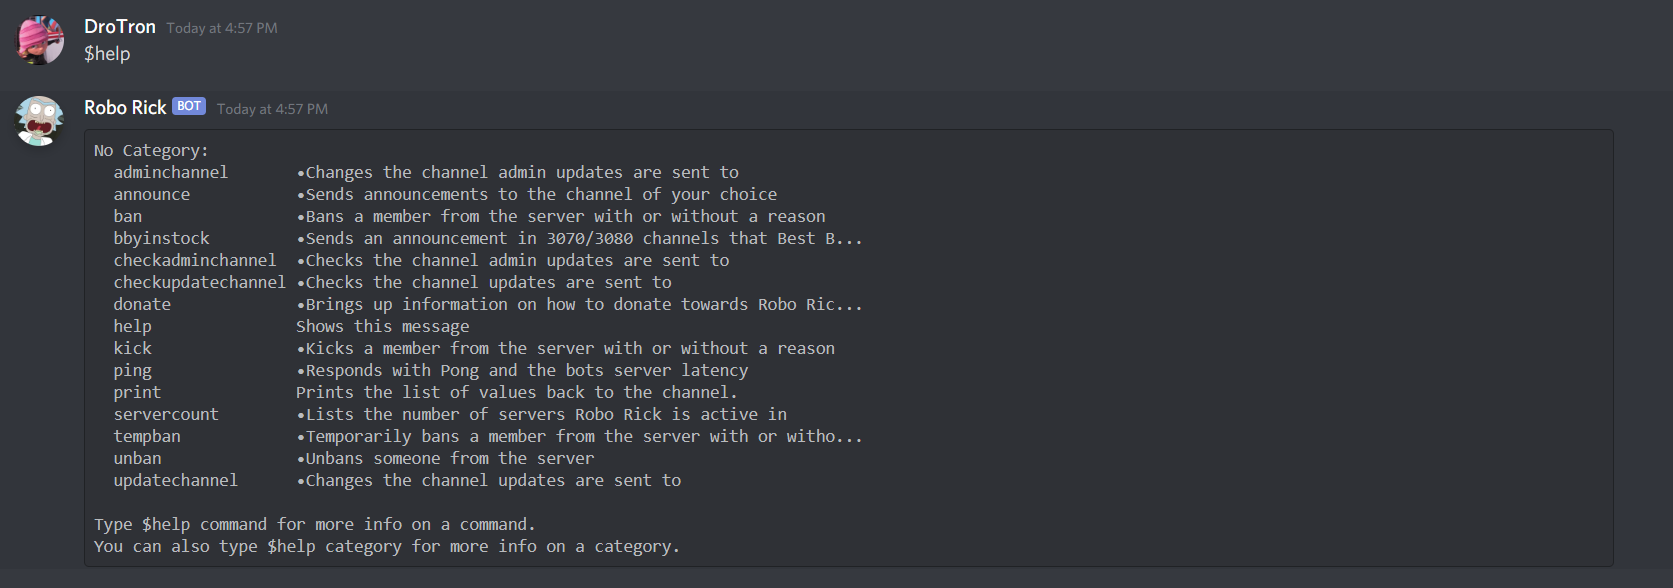 DroTron Today at 4:57 PM
$help
Robo Rick BOT Today at 4:57 PM
No Category:
adminchannel •Changes the channel admin updates are sent to
announce •Sends announcements to the channel of your choice
ban •Bans a member from the server with or without a reason
bbyinstock •Sends an announcement in 3070/3080 channels that Best B...
checkadminchannel •Checks the channel admin updates are sent to
checkupdatechannel •Checks the channel updates are sent to
donate •Brings up information on how to donate towards Robo Ric...
help Shows this message
kick •Kicks a member from the server with or without a reason
ping •Responds with Pong and the bots server latency
print Prints the list of values back to the channel.
servercount •Lists the number of servers Robo Rick is active in
tempban •Temporarily bans a member from the server with or witho...
unban •Unbans someone from the server
updatechannel •Changes the channel updates are sent to
Type $help command for more info on a command.
You can also type $help category for more info on a category.